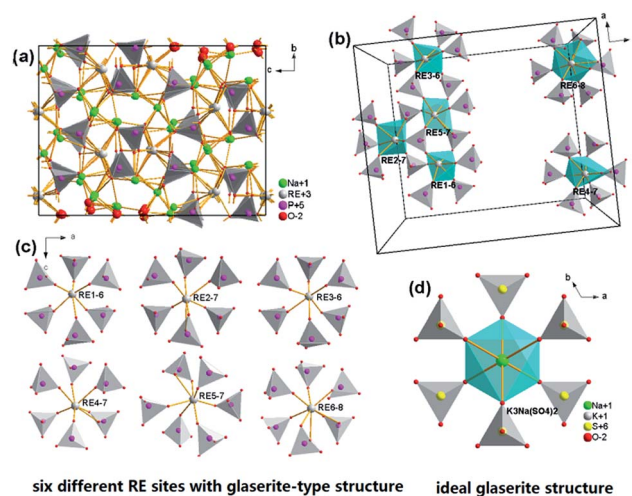 (a)
b
c
Na+1
RE+3
P+5
O-2
(b)
a
RE3-6
RE6-8
RE5-7
RE2-7
RE1-6
RE4-7
(c)
a
c
RE1-6
RE2-7
RE3-6
RE4-7
RE5-7
RE6-8
(d)
b
a
K3Na(SO4)2
Na+1
K+1
S+6
O-2
six different RE sites with glaserite-type structure
ideal glaserite structure